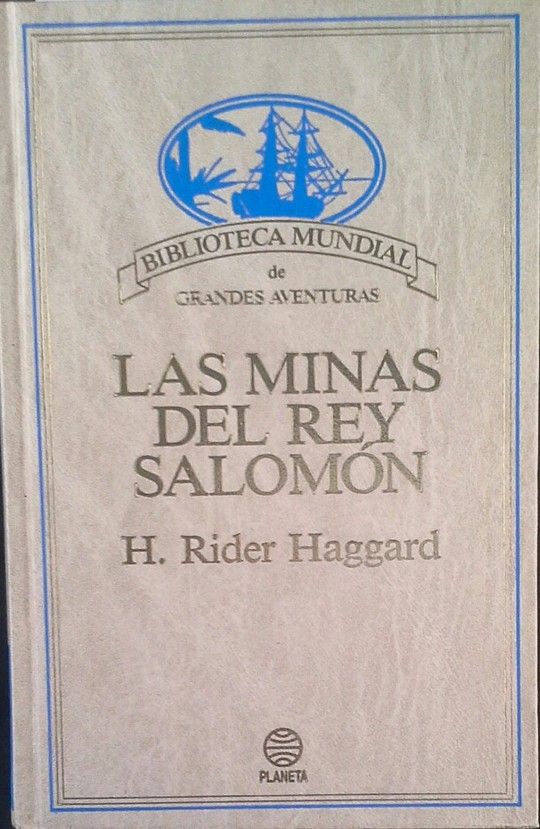 BIBLIOTECA MUNDIAL
de
GRANDES AVENTURAS
LAS MINAS
DEL REY
SALOMÓN
H. Rider Haggard
PLANETA